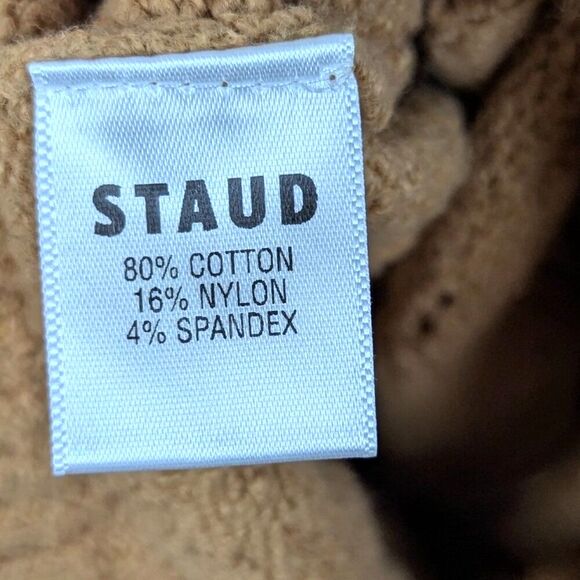 STAUD
80% COTTON
16% NYLON
4% SPANDEX